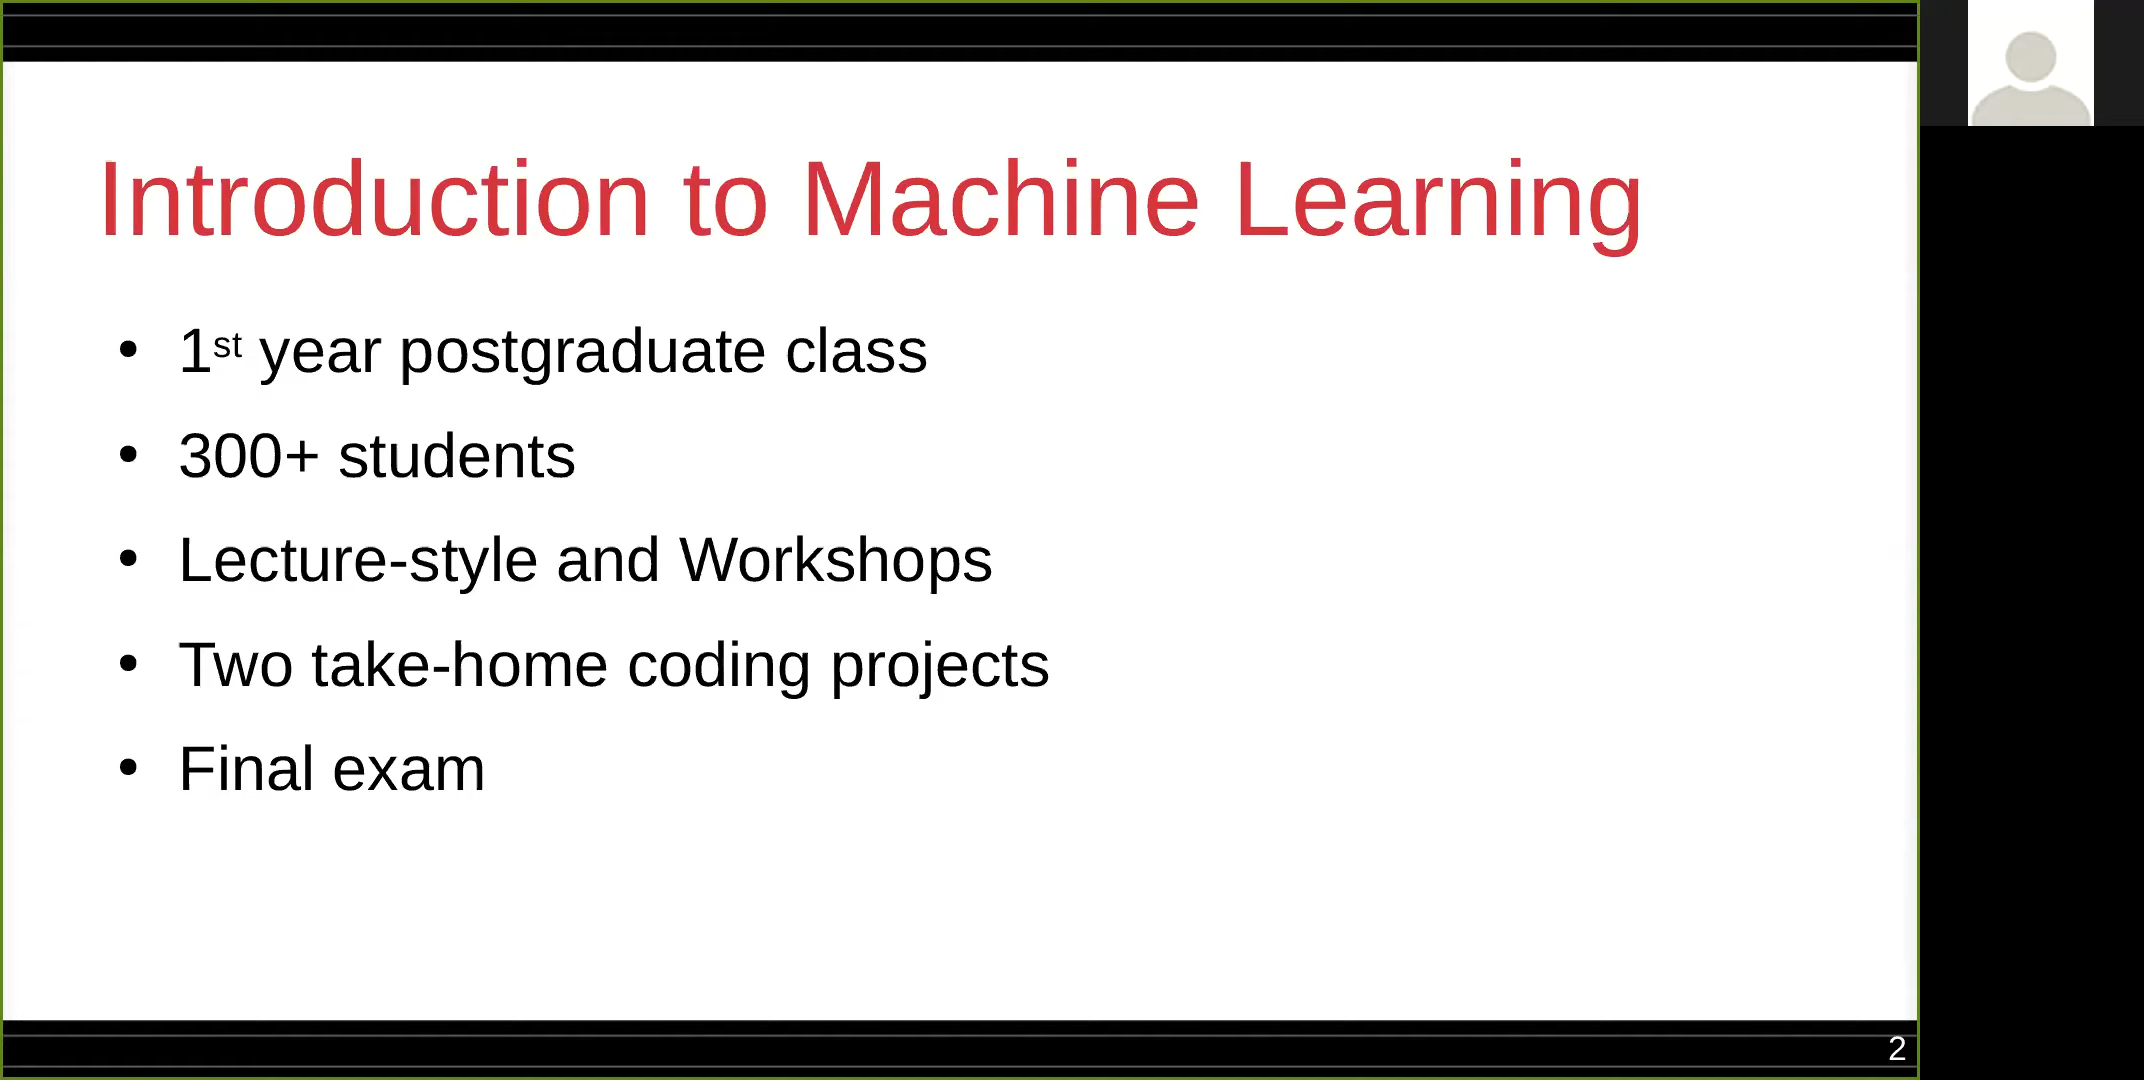 Introduction to Machine Learning
• 1st year postgraduate class
• 300+ students
• Lecture-style and Workshops
• Two take-home coding projects
• Final exam
2